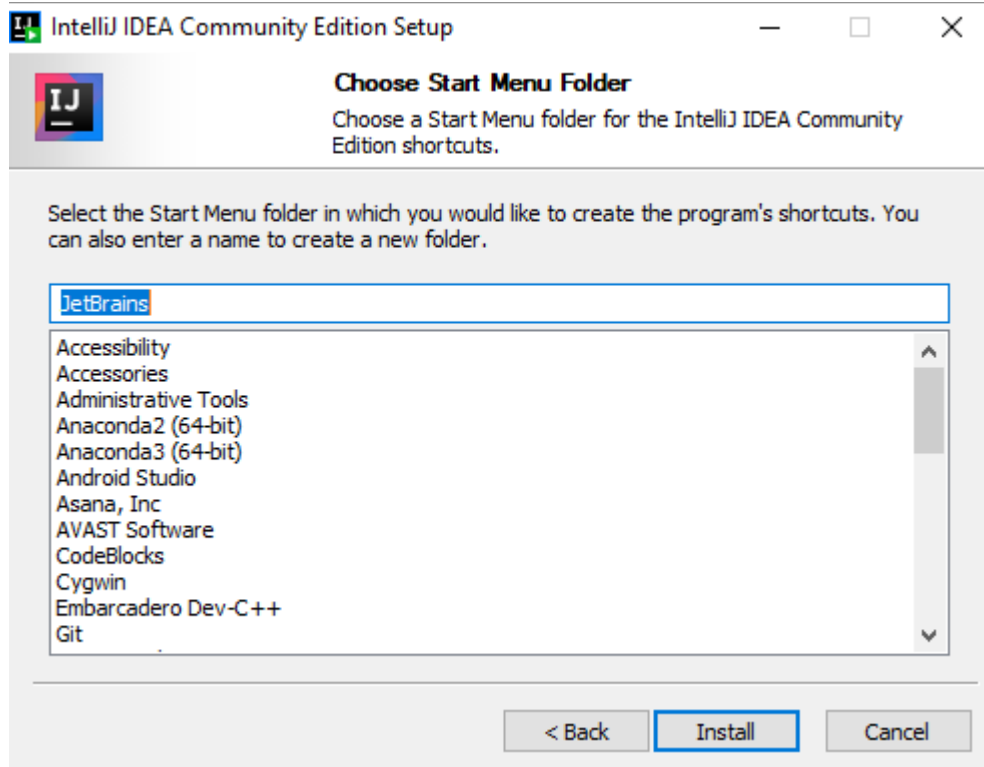 IntelliJ IDEA Community Edition Setup
IJ
Choose Start Menu Folder
Choose a Start Menu folder for the IntelliJ IDEA Community
Edition shortcuts.
Select the Start Menu folder in which you would like to create the program's shortcuts. You
can also enter a name to create a new folder.
JetBrains
Accessibility
Accessories
Administrative Tools
Anaconda2 (64-bit)
Anaconda3 (64-bit)
Android Studio
Asana, Inc
AVAST Software
CodeBlocks
Cygwin
Embarcadero Dev-C++
Git
< Back
Install
Cancel